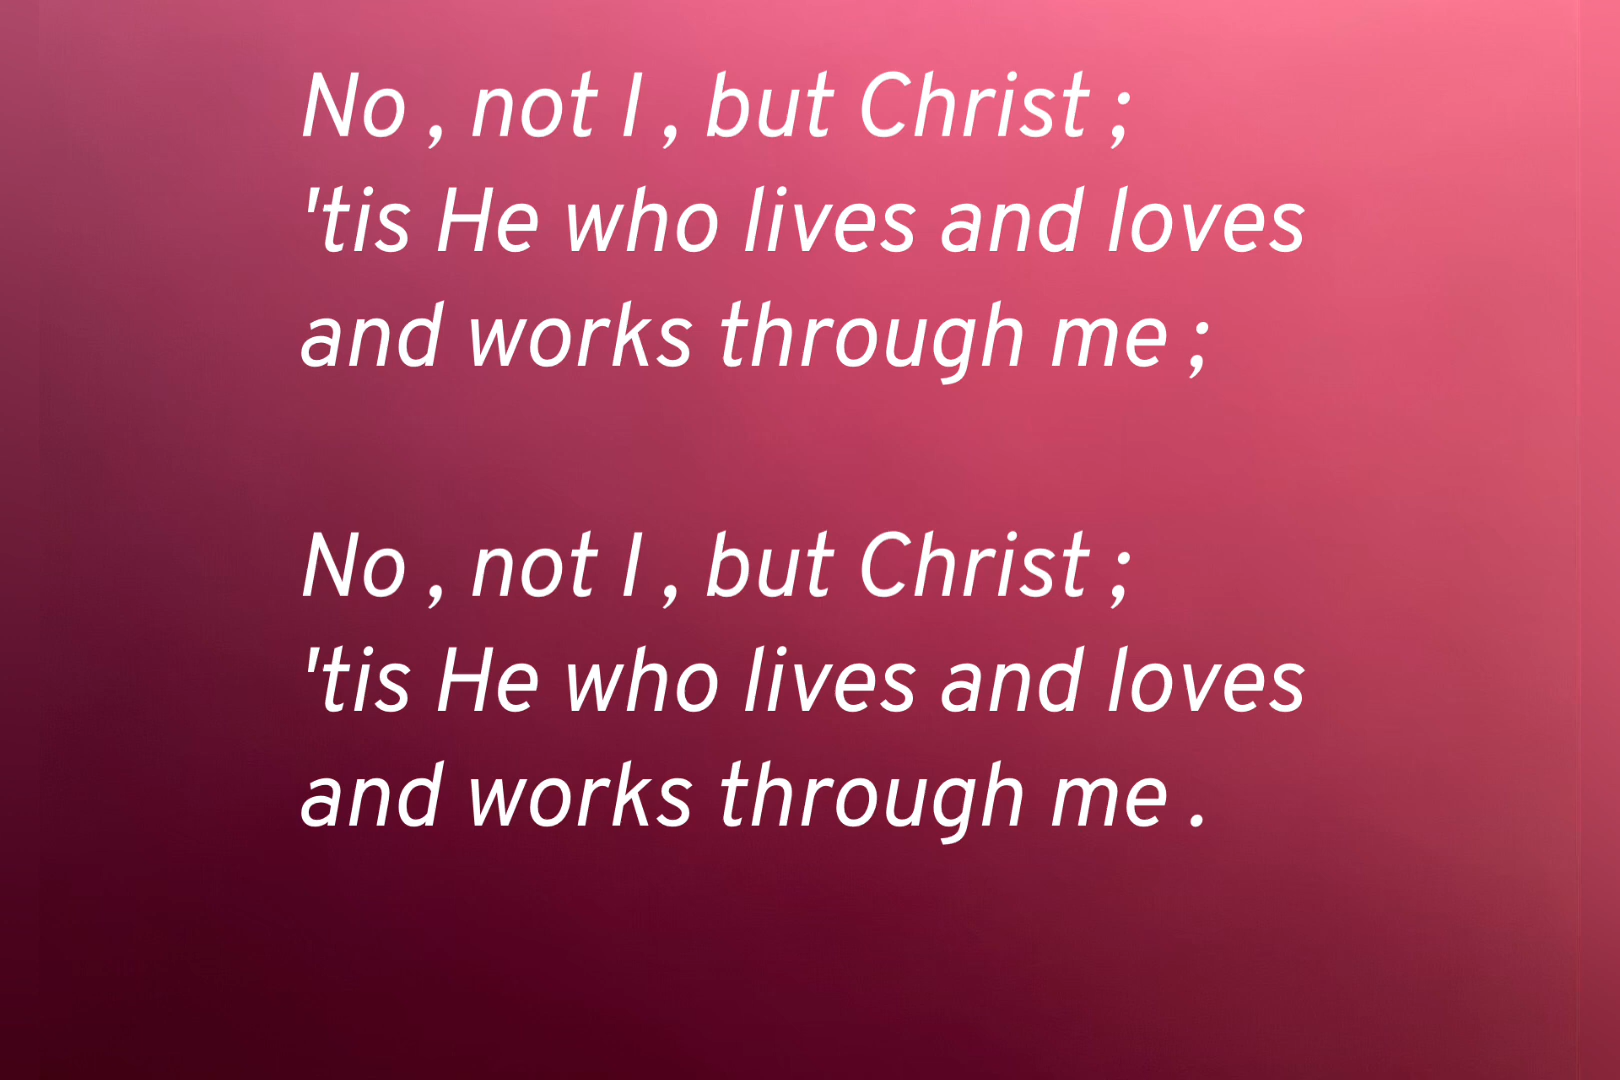 No , not I , but Christ ;
'tis He who lives and loves
and works through me ;
No , not I , but Christ ;
'tis He who lives and loves
and works through me .